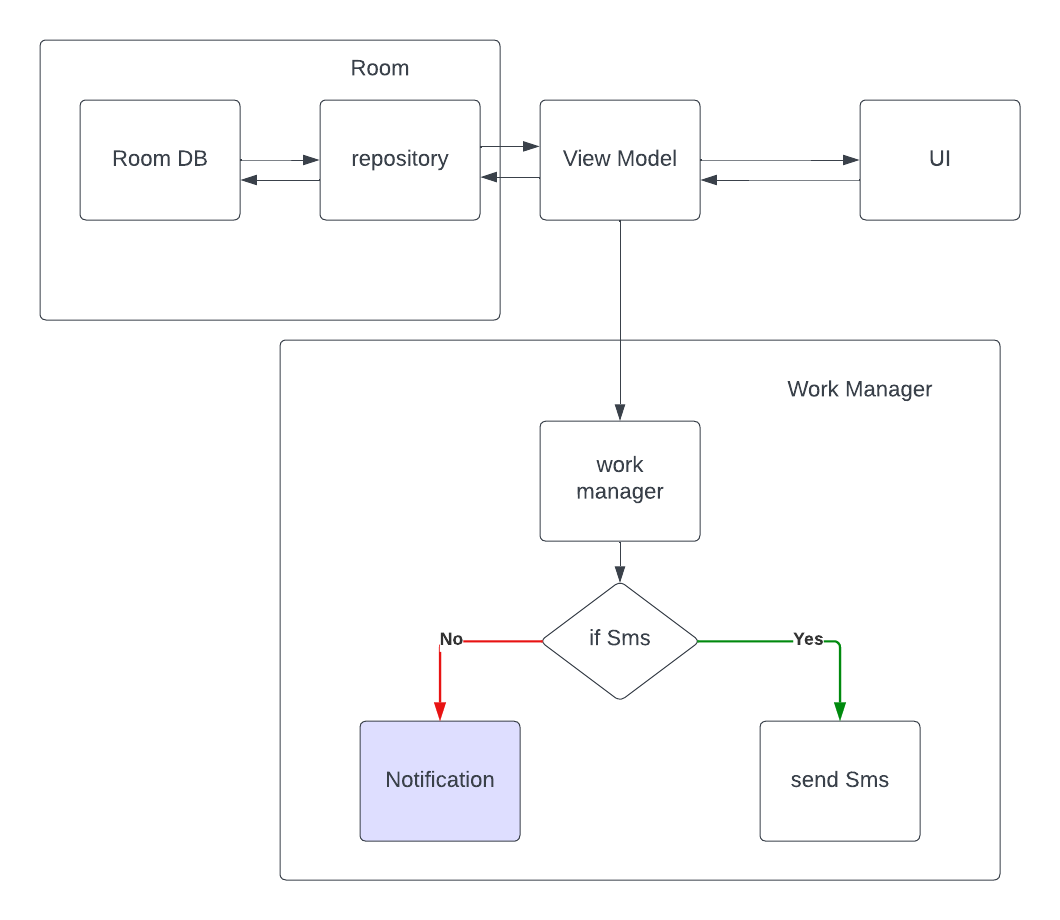 Room
Room DB
repository
View Model
UI
Work Manager
work
manager
if Sms
No
Yes
Notification
send Sms